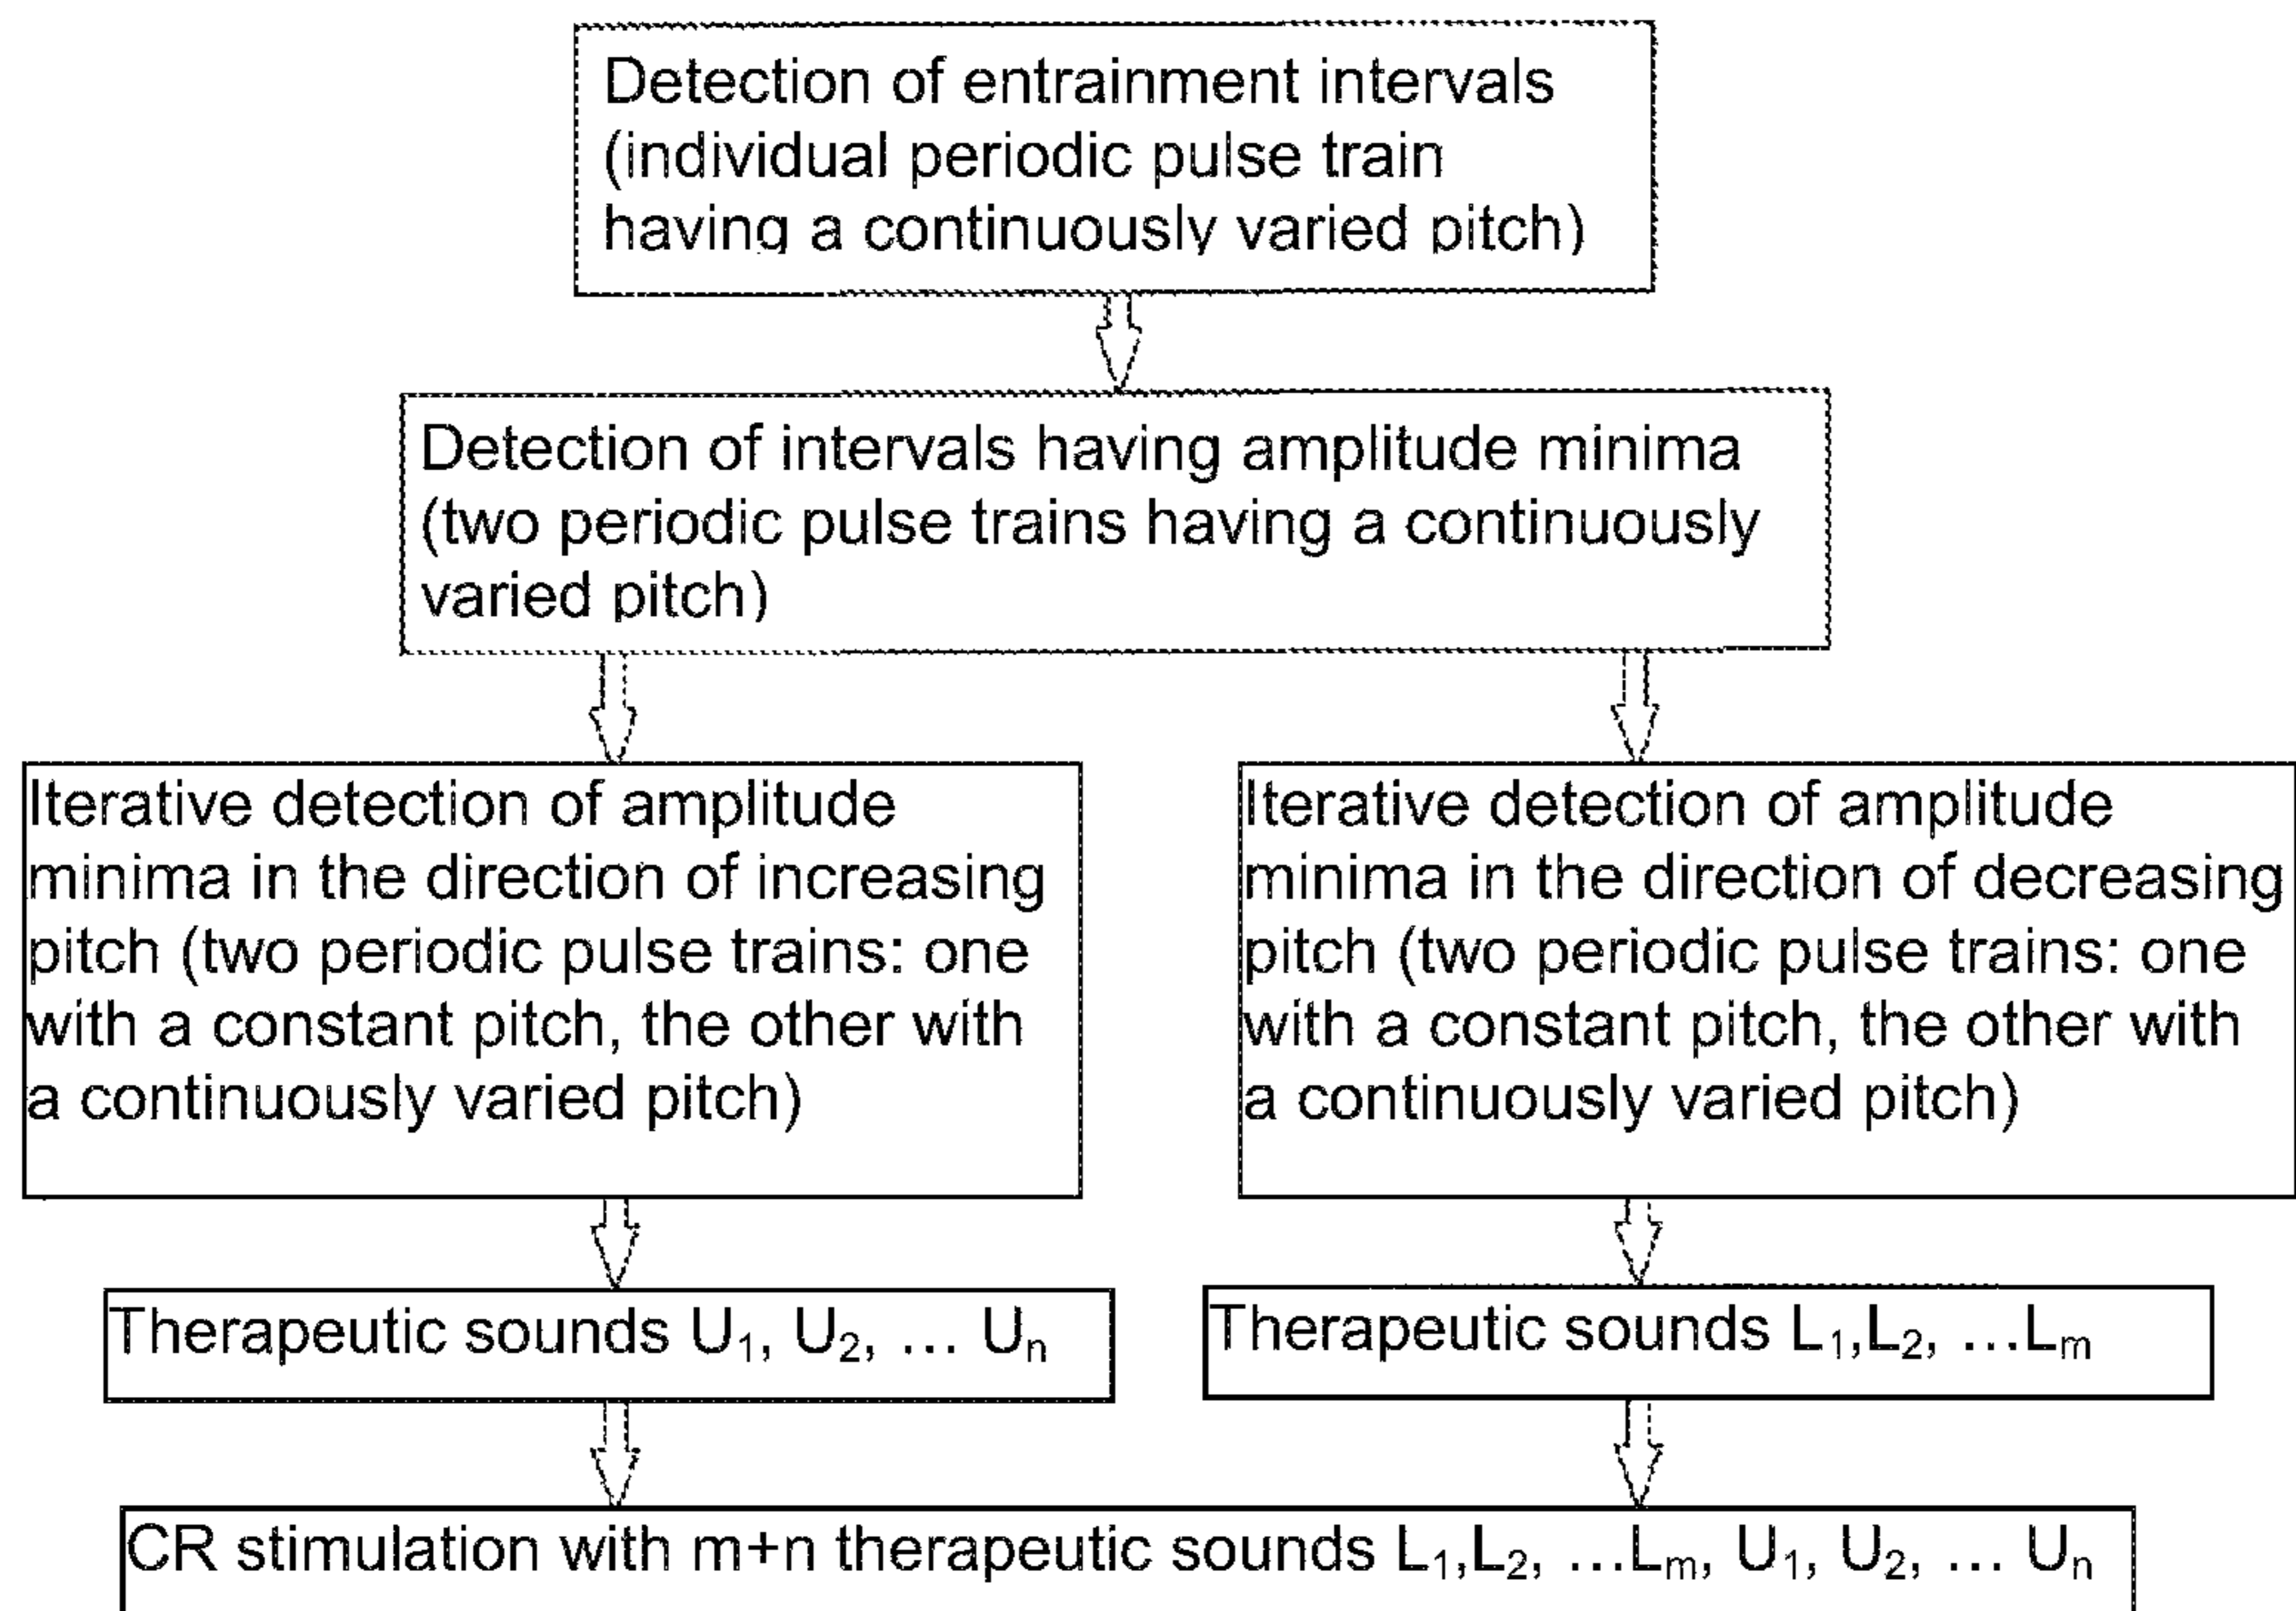 Detection of entrainment intervals
(individual periodic pulse train
having a continuously varied pitch)
Detection of intervals having amplitude minima
(two periodic pulse trains having a continuously
varied pitch)
Iterative detection of amplitude
minima in the direction of increasing
pitch (two periodic pulse trains: one
with a constant pitch, the other with
a continuously varied pitch)
Iterative detection of amplitude
minima in the direction of decreasing
pitch (two periodic pulse trains: one
with a constant pitch, the other with
a continuously varied pitch)
Therapeutic sounds U₁, U₂, … Uₙ
Therapeutic sounds L₁,L₂, …Lₘ
CR stimulation with m+n therapeutic sounds L₁,L₂, …Lₘ, U₁, U₂, … Uₙ